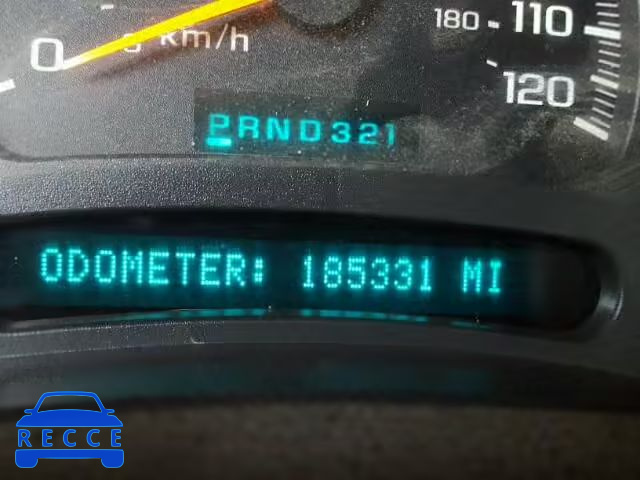 180 110
0 km/h
120
PRND321
ODOMETER: 185331 MI
RECCE